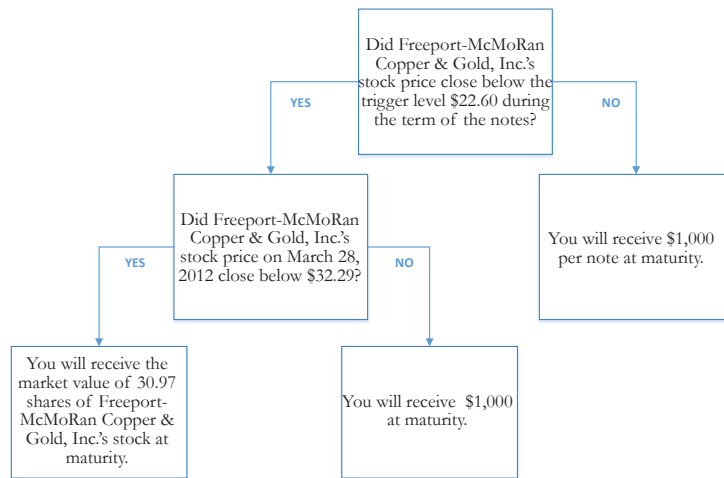 Did Freeport-McMoRan
Copper & Gold, Inc.'s
stock price close below the
trigger level $22.60 during
the term of the notes?
YES
NO
Did Freeport-McMoRan
Copper & Gold, Inc.'s
stock price on March 28,
2012 close below $32.29?
You will receive $1,000
per note at maturity.
YES
NO
You will receive the
market value of 30.97
shares of Freeport-
McMoRan Copper &
Gold, Inc.'s stock at
maturity.
You will receive $1,000
at maturity.